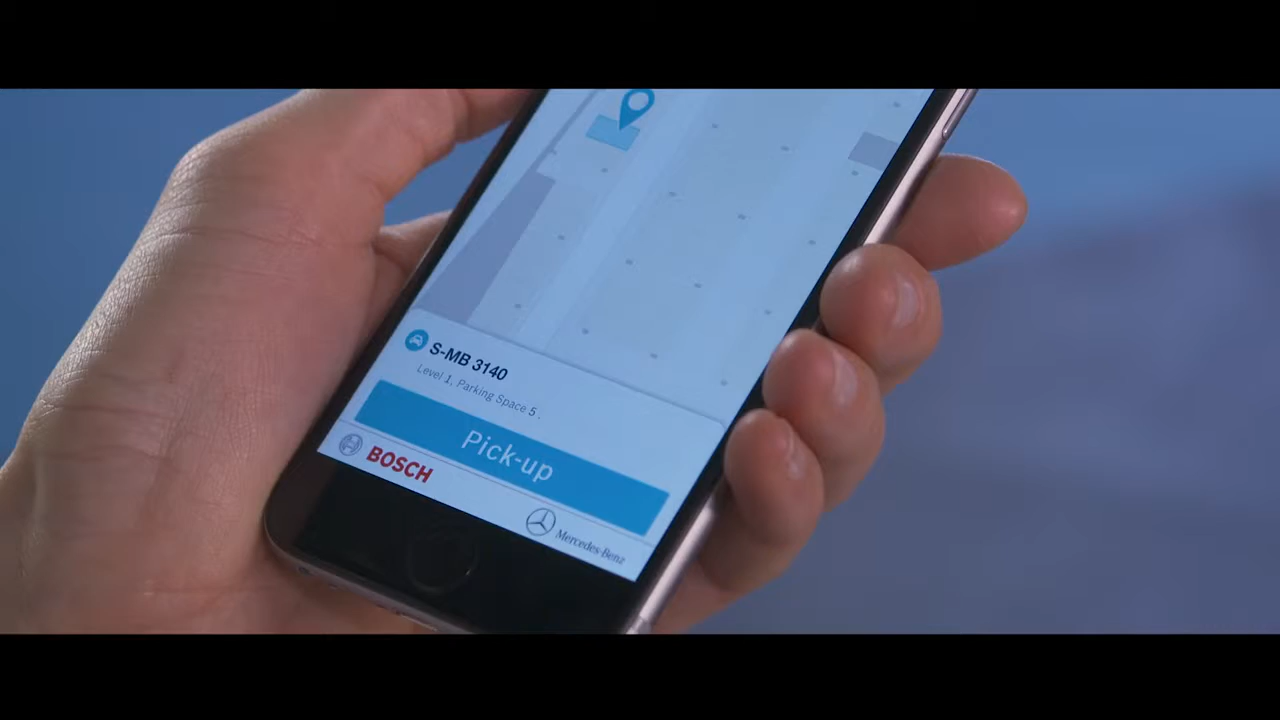 S-MB 3140
Level 1, Parking Space 5 .
Pick-up
BOSCH
Mercedes-Benz